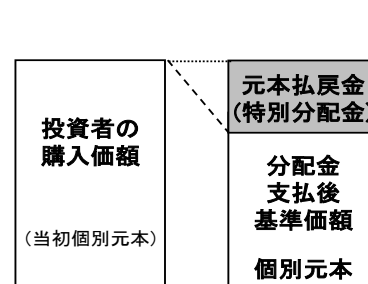 投資者の
購入価額
（当初個別元本）
元本払戻金
（特別分配金）
分配金
支払後
基準価額
個別元本